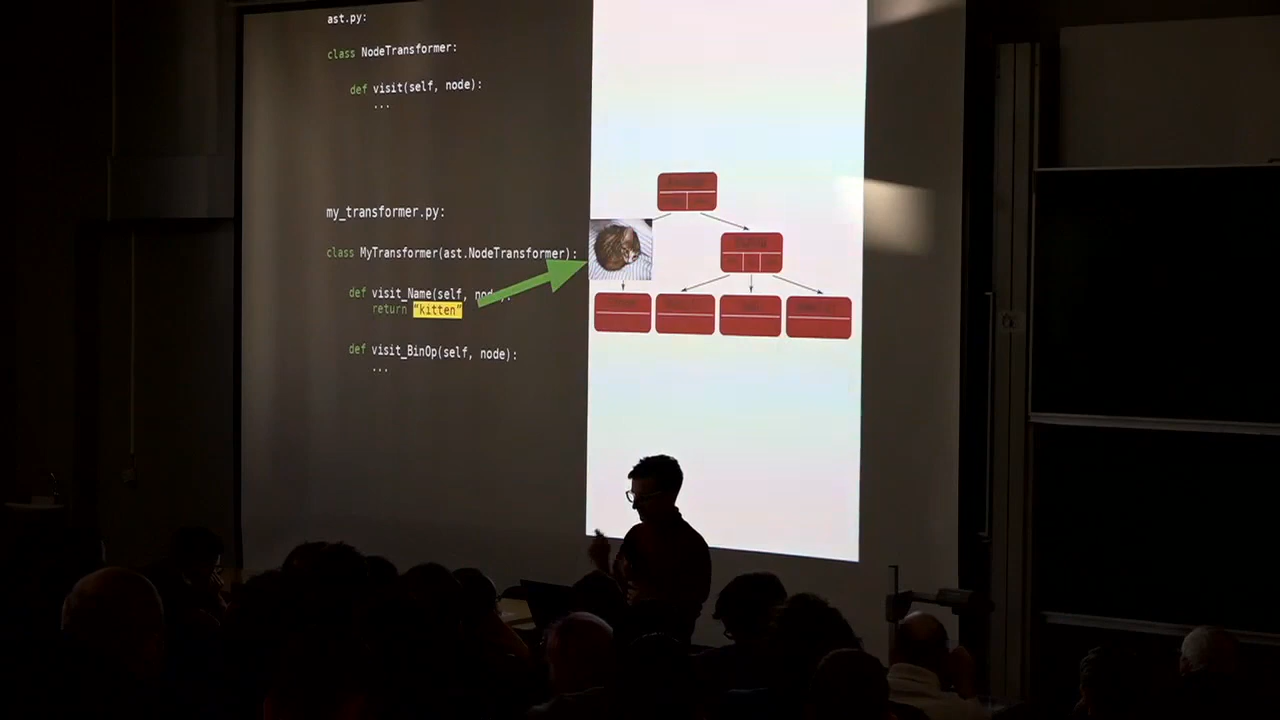 ast.py:
class NodeTransformer:
def visit(self, node):
...
my_transformer.py:
class MyTransformer(ast.NodeTransformer):
def visit_Name(self, node):
return "kitten"
def visit_BinOp(self, node):
...